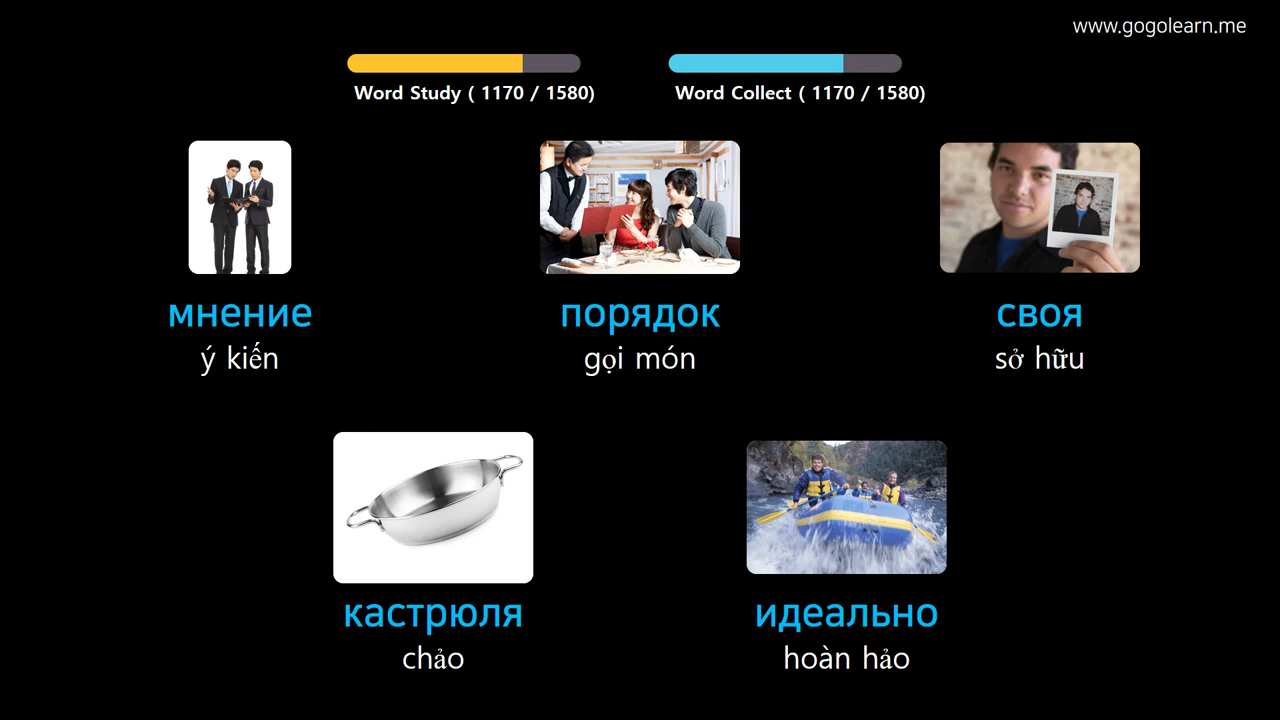 www.gogolearn.me
Word Study ( 1170 / 1580)
Word Collect ( 1170 / 1580)
мнение
ý kiến
порядок
gọi món
своя
sở hữu
кастрюля
chảo
идеально
hoàn hảo